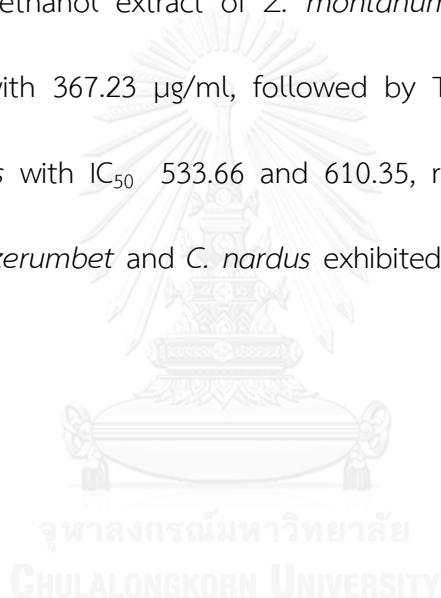 ethanol extract of Z. montanum
with 367.23 µg/ml, followed by T
s with IC50 533.66 and 610.35, r
zerumbet and C. nardus exhibited
จุฬาลงกรณ์มหาวิทยาลัย
CHULALONGKORN UNIVERSITY